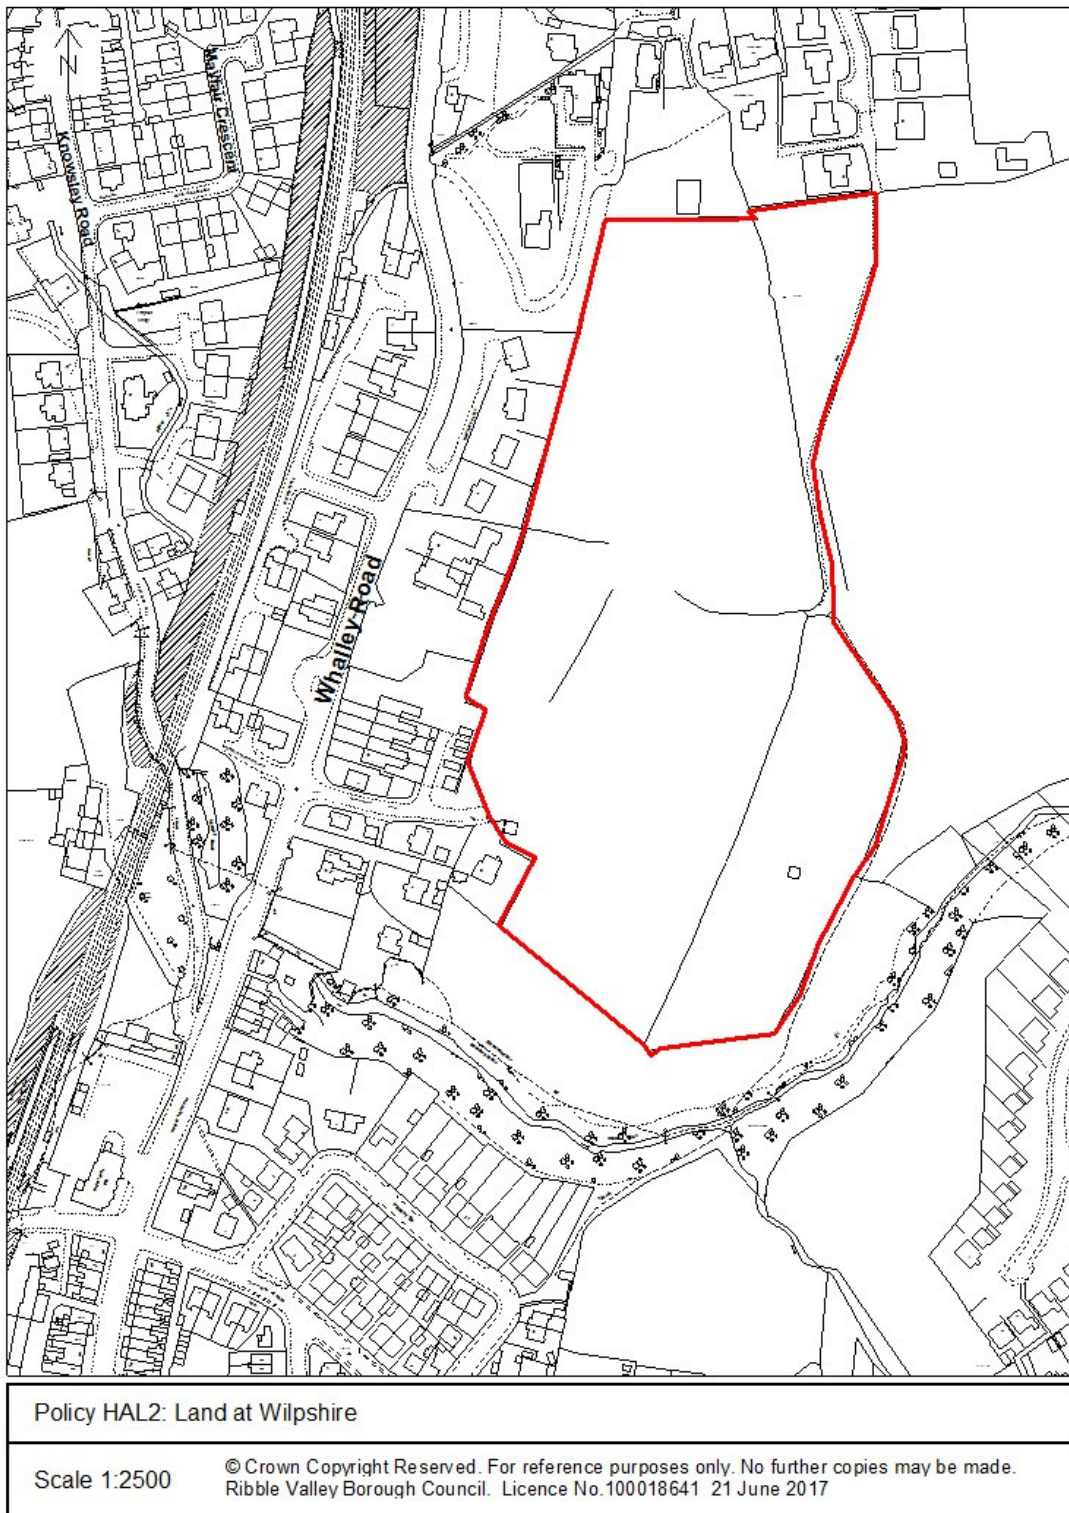 N
Mayfair Crescent
Knowsley Road
Whalley Road
Policy HAL2: Land at Wilpshire
Scale 1:2500
© Crown Copyright Reserved. For reference purposes only. No further copies may be made.
Ribble Valley Borough Council. Licence No.100018641 21 June 2017